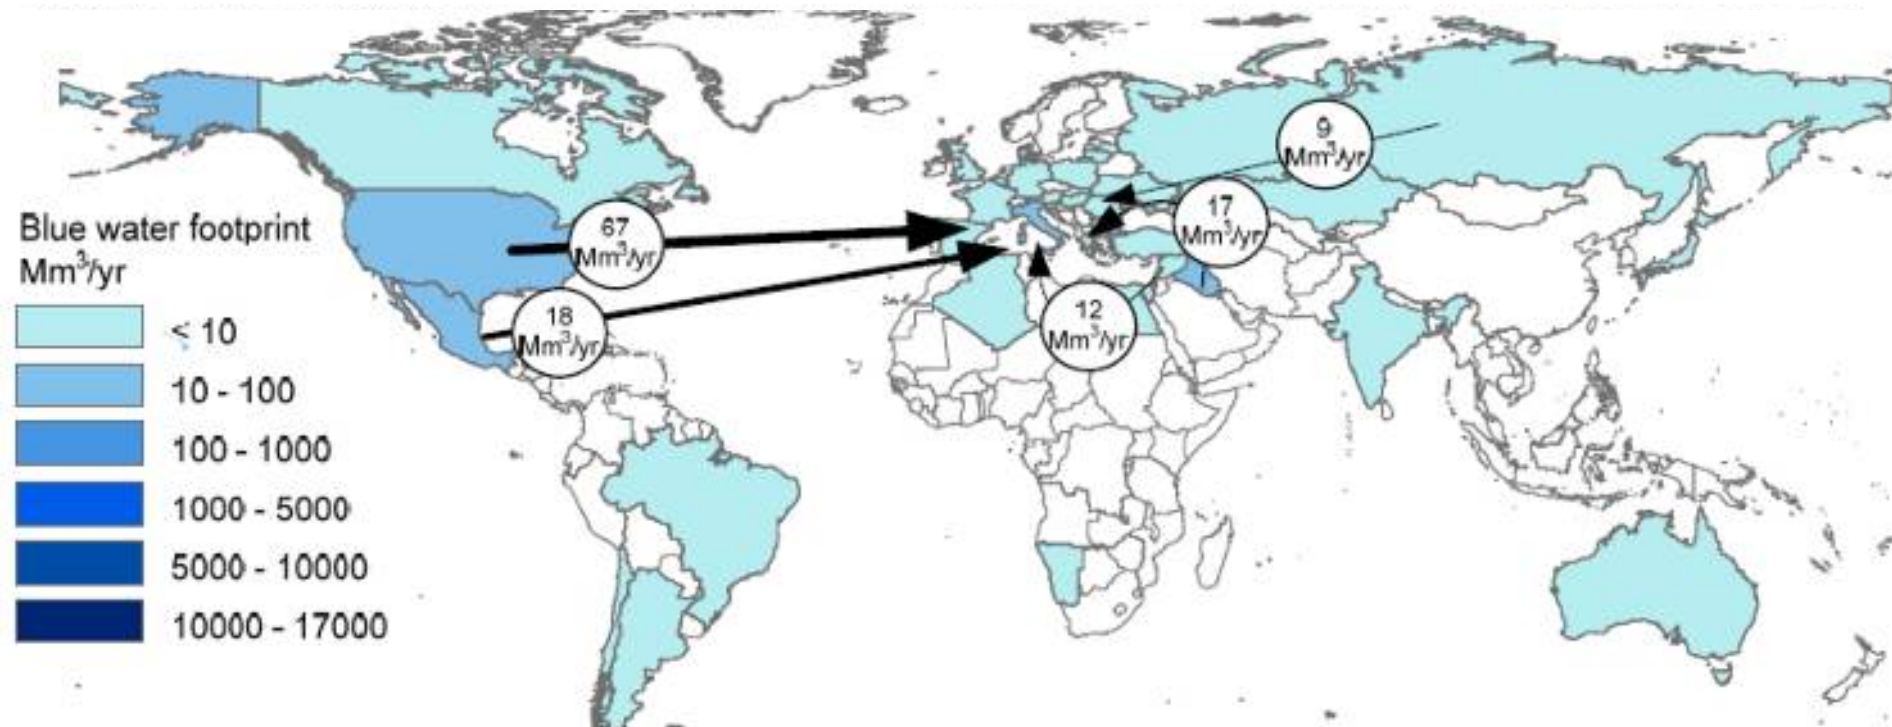 Blue water footprint
Mm³/yr
< 10
10 - 100
100 - 1000
1000 - 5000
5000 - 10000
10000 - 17000
67
Mm³/yr
18
Mm³/yr
9
Mm³/yr
17
Mm³/yr
12
Mm³/yr